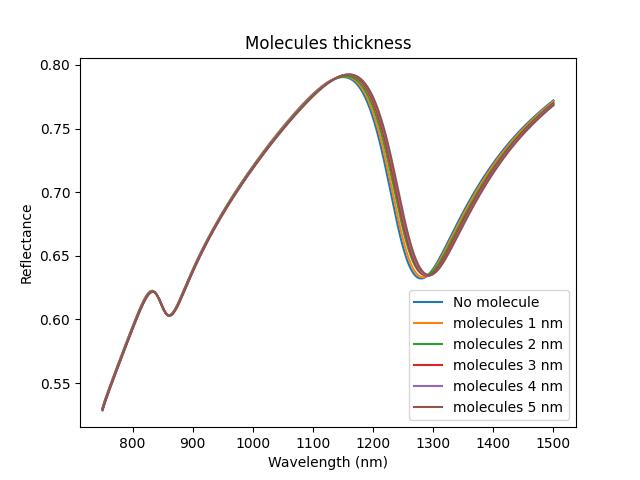 Molecules thickness
0.80
0.75
0.70
0.65
0.60
0.55
Reflectance
No molecule
molecules 1 nm
molecules 2 nm
molecules 3 nm
molecules 4 nm
molecules 5 nm
800 900 1000 1100 1200 1300 1400 1500
Wavelength (nm)